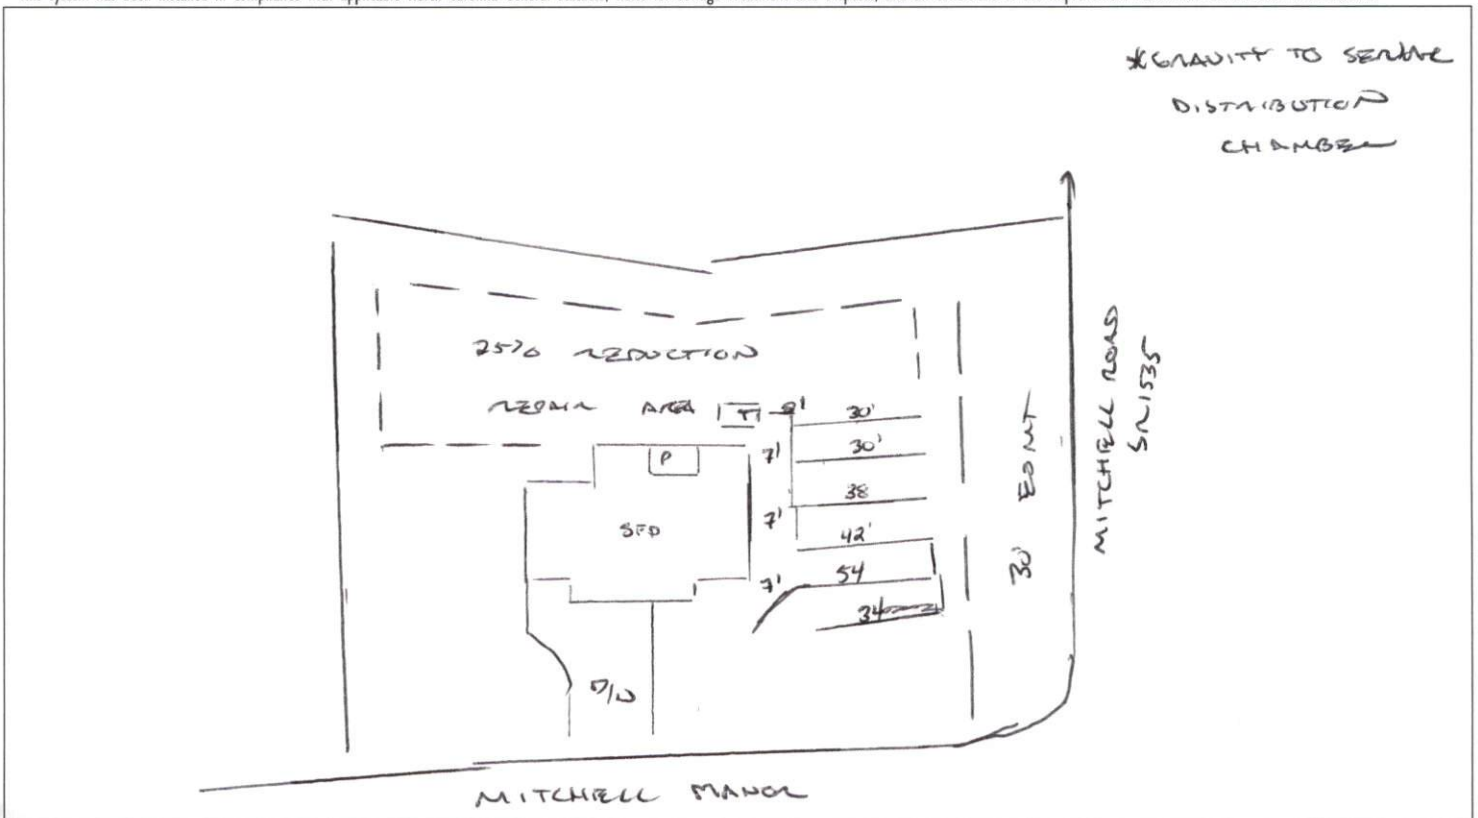 *GRAVITY TO SERIAL
DISTRIBUTION
CHAMBER
25% REDUCTION
REPAIR AREA
T
30'
7'
30'
P
38
7'
42'
SFD
54
7'
34
D/W
30' ESMT
MITCHELL ROAD
SR1535
MITCHELL MANOR